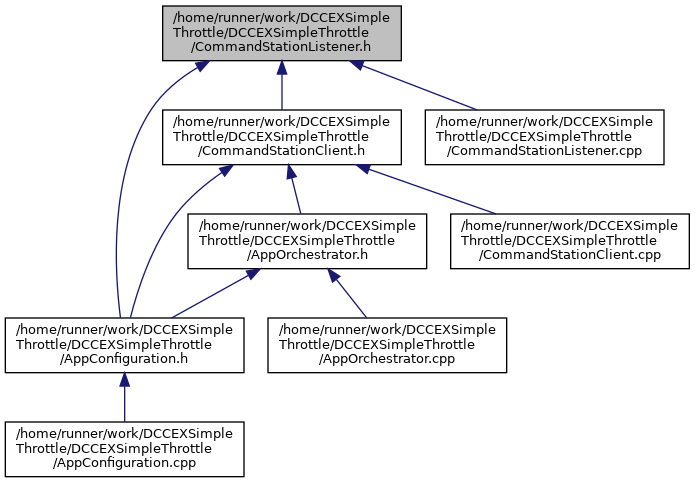 /home/runner/work/DCCEXSimple
Throttle/DCCEXSimpleThrottle
/CommandStationListener.h
/home/runner/work/DCCEXSimple
Throttle/DCCEXSimpleThrottle
/CommandStationClient.h
/home/runner/work/DCCEXSimple
Throttle/DCCEXSimpleThrottle
/CommandStationListener.cpp
/home/runner/work/DCCEXSimple
Throttle/DCCEXSimpleThrottle
/AppOrchestrator.h
/home/runner/work/DCCEXSimple
Throttle/DCCEXSimpleThrottle
/CommandStationClient.cpp
/home/runner/work/DCCEXSimple
Throttle/DCCEXSimpleThrottle
/AppConfiguration.h
/home/runner/work/DCCEXSimple
Throttle/DCCEXSimpleThrottle
/AppOrchestrator.cpp
/home/runner/work/DCCEXSimple
Throttle/DCCEXSimpleThrottle
/AppConfiguration.cpp